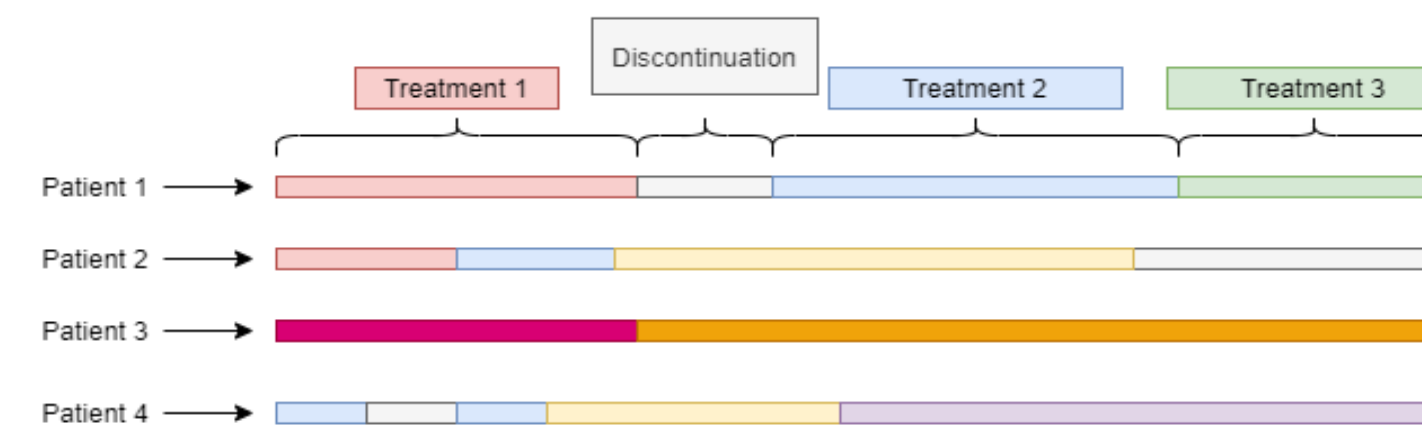 Discontinuation
Treatment 1
Treatment 2
Treatment 3
Patient 1
Patient 2
Patient 3
Patient 4